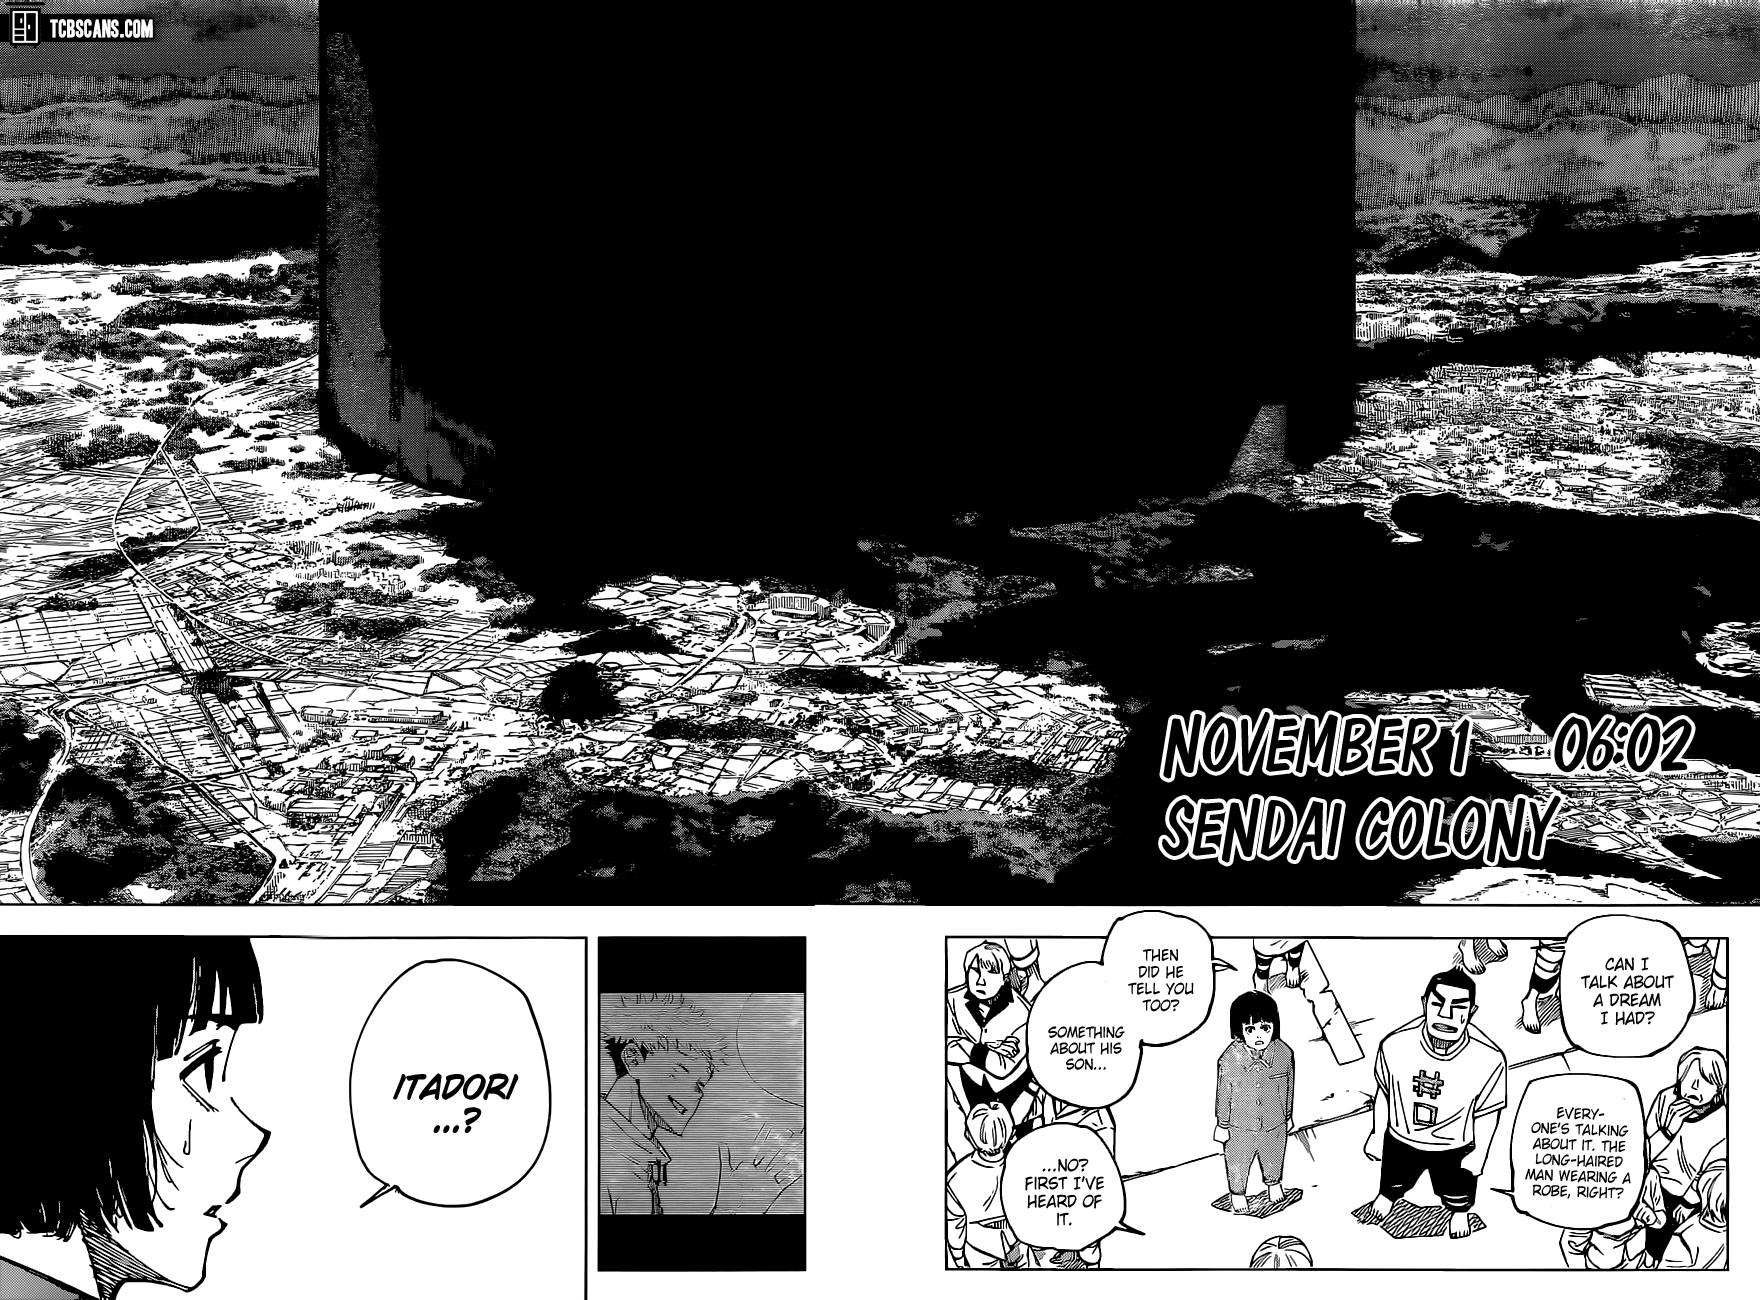 TCBSCANS.COM
NOVEMBER 1 06:02
SENDAI COLONY
CAN I
TALK ABOUT
A DREAM
I HAD?
EVERY-
ONE'S TALKING
ABOUT IT. THE
LONG-HAIRED
MAN WEARING A
ROBE, RIGHT?
THEN
DID HE
TELL YOU
TOO?
SOMETHING
ABOUT HIS
SON...
...NO?
FIRST I'VE
HEARD OF
IT.
ITADORI
...?